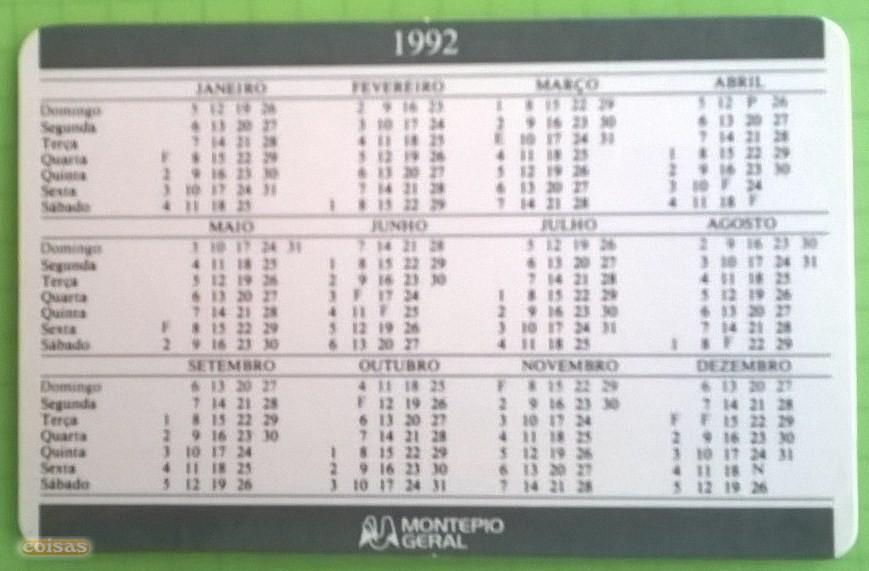 1992
JANEIRO FEVEREIRO MARÇO ABRIL
Domingo 5 12 19 26 2 9 16 23 1 8 15 22 29 5 12 P 26
Segunda 6 13 20 27 3 10 17 24 2 9 16 23 30 6 13 20 27
Terça 7 14 21 28 4 11 18 25 E 10 17 24 31 7 14 21 28
Quarta F 8 15 22 29 5 12 19 26 4 11 18 25 1 8 15 22 29
Quinta 2 9 16 23 30 6 13 20 27 5 12 19 26 2 9 16 23 30
Sexta 3 10 17 24 31 7 14 21 28 6 13 20 27 3 10 F 24
Sábado 4 11 18 25 1 8 15 22 29 7 14 21 28 4 11 18 F
MAIO JUNHO JULHO AGOSTO
Domingo 3 10 17 24 31 7 14 21 28 5 12 19 26 2 9 16 23 30
Segunda 4 11 18 25 1 8 15 22 29 6 13 20 27 3 10 17 24 31
Terça 5 12 19 26 2 9 16 23 30 7 14 21 28 4 11 18 25
Quarta 6 13 20 27 3 F 17 24 1 8 15 22 29 5 12 19 26
Quinta 7 14 21 28 4 11 F 25 2 9 16 23 30 6 13 20 27
Sexta F 8 15 22 29 5 12 19 26 3 10 17 24 31 7 14 21 28
Sábado 2 9 16 23 30 6 13 20 27 4 11 18 25 1 8 F 22 29
SETEMBRO OUTUBRO NOVEMBRO DEZEMBRO
Domingo 6 13 20 27 4 11 18 25 F 8 15 22 29 6 13 20 27
Segunda 7 14 21 28 F 12 19 26 2 9 16 23 30 7 14 21 28
Terça 1 8 15 22 29 6 13 20 27 3 10 17 24 F F 15 22 29
Quarta 2 9 16 23 30 7 14 21 28 4 11 18 25 2 9 16 23 30
Quinta 3 10 17 24 1 8 15 22 29 5 12 19 26 3 10 17 24 31
Sexta 4 11 18 25 2 9 16 23 30 6 13 20 27 4 11 18 N
Sábado 5 12 19 26 3 10 17 24 31 7 14 21 28 5 12 19 26
MONTEPIO
GERAL
coisas